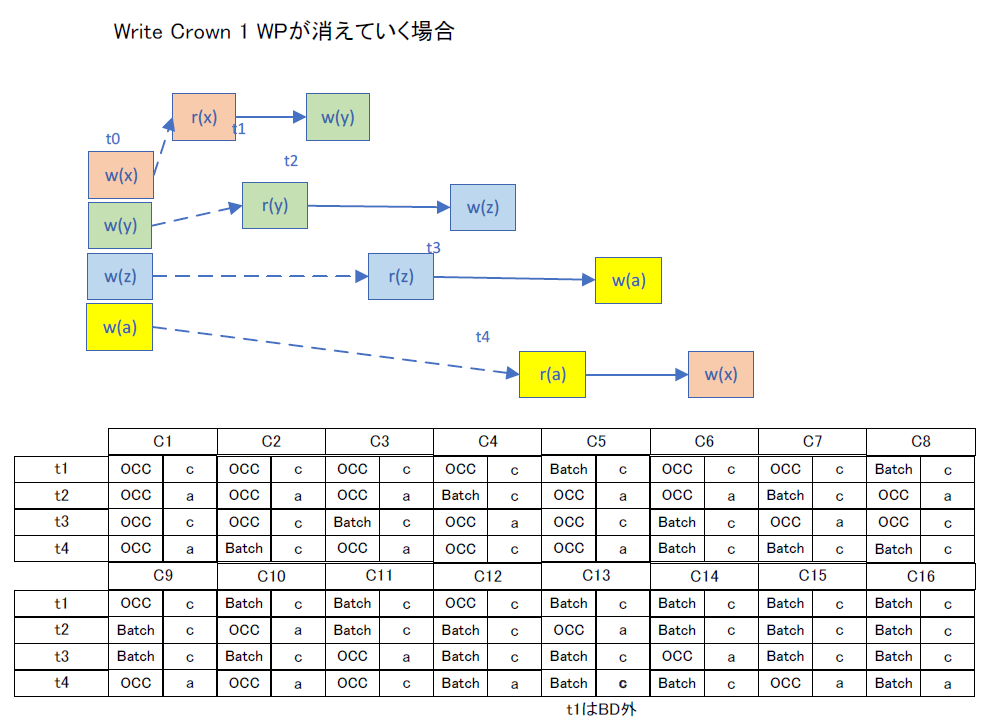 Write Crown 1 WPが消えていく場合
r(x) w(y)
t1
t0
t2
w(x)
r(y) w(z)
w(y)
t3
w(z) r(z) w(a)
w(a)
t4
r(a) w(x)
C1 C2 C3 C4 C5 C6 C7 C8
t1 OCC c OCC c OCC c OCC c Batch c OCC c OCC c Batch c
t2 OCC a OCC a OCC a Batch c OCC a OCC a Batch c OCC a
t3 OCC c OCC c Batch c OCC a OCC c Batch c OCC a OCC c
t4 OCC a Batch c OCC a OCC c OCC a Batch c Batch c Batch c
C9 C10 C11 C12 C13 C14 C15 C16
t1 OCC c Batch c Batch c OCC c Batch c Batch c Batch c Batch c
t2 Batch c OCC a Batch c Batch c OCC a Batch c Batch c Batch c
t3 Batch c Batch c OCC a Batch c Batch c OCC a Batch c Batch c
t4 OCC a OCC a OCC c Batch a Batch c Batch c OCC a Batch a
t1はBD外